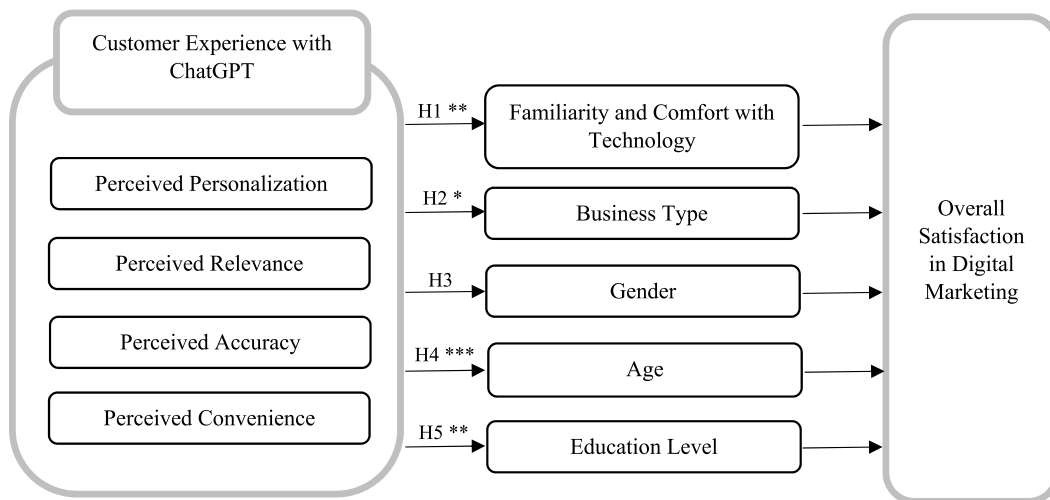 Customer Experience with
ChatGPT
Perceived Personalization
Perceived Relevance
Perceived Accuracy
Perceived Convenience
H1 **
H2 *
H3
H4 ***
H5 **
Familiarity and Comfort with
Technology
Business Type
Gender
Age
Education Level
Overall
Satisfaction
in Digital
Marketing